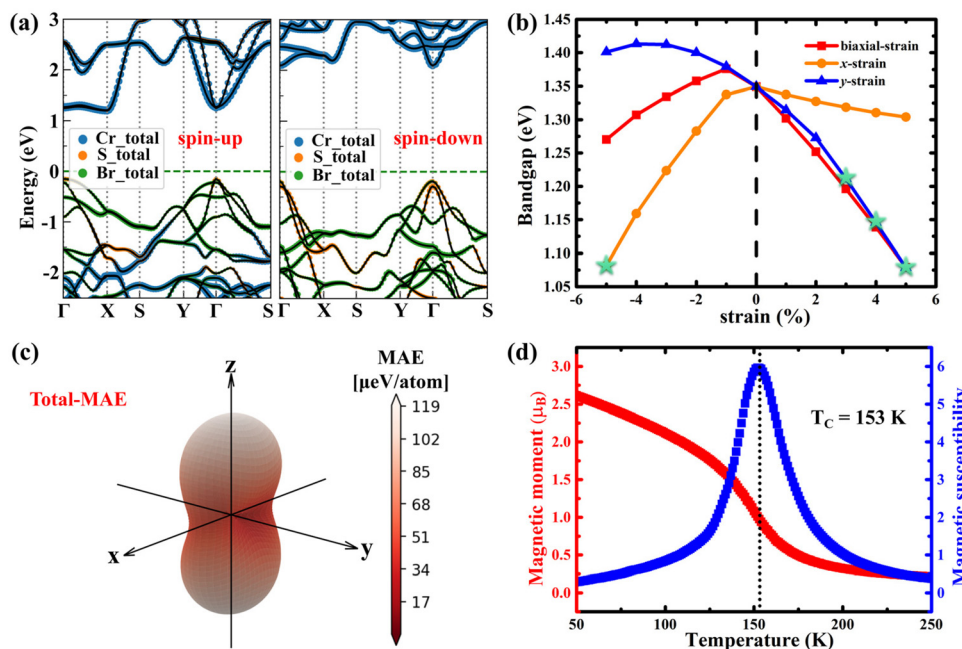 (a)
3
2
1
0
-1
-2
Energy (eV)
Cr_total
S_total
Br_total
spin-up
Γ X S Y Γ S
Cr_total
S_total
Br_total
spin-down
Γ X S Y Γ S
(b)
1.45
1.40
1.35
1.30
1.25
1.20
1.15
1.10
1.05
Bandgap (eV)
biaxial-strain
x-strain
y-strain
-6 -4 -2 0 2 4 6
strain (%)
(c)
Total-MAE
z
x
y
MAE
[μeV/atom]
119
102
85
68
51
34
17
(d)
3.0
2.5
2.0
1.5
1.0
0.5
0.0
Magnetic moment (μB)
TC = 153 K
6
5
4
3
2
1
0
Magnetic susceptibility
50 100 150 200 250
Temperature (K)